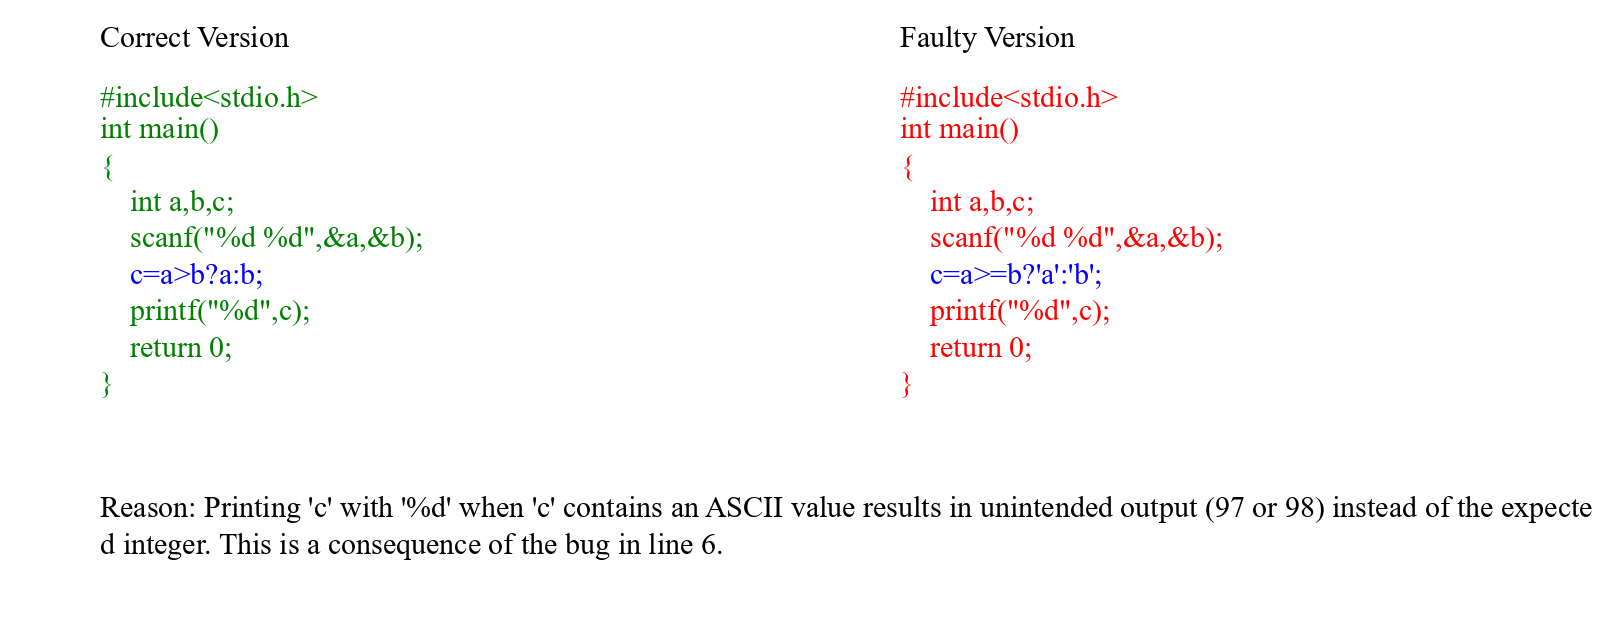 Correct Version
#include<stdio.h>
int main()
{
    int a,b,c;
    scanf("%d %d",&a,&b);
    c=a>b?a:b;
    printf("%d",c);
    return 0;
}
Faulty Version
#include<stdio.h>
int main()
{
    int a,b,c;
    scanf("%d %d",&a,&b);
    c=a>=b?'a':'b';
    printf("%d",c);
    return 0;
}
Reason: Printing 'c' with '%d' when 'c' contains an ASCII value results in unintended output (97 or 98) instead of the expecte
d integer. This is a consequence of the bug in line 6.